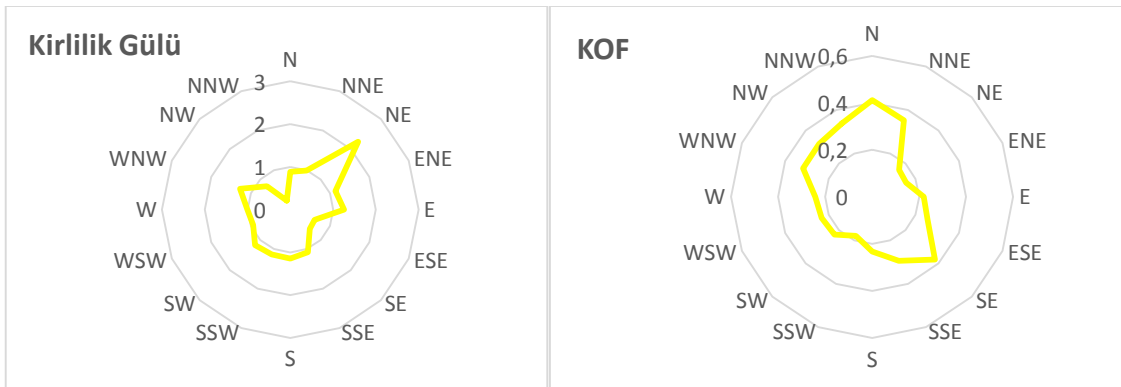 Kirlilik Gülü
N
NNE
NE
ENE
E
ESE
SE
SSE
S
SSW
SW
WSW
W
WNW
NW
NNW
3
2
1
0
KOF
N
NNE
NE
ENE
E
ESE
SE
SSE
S
SSW
SW
WSW
W
WNW
NW
NNW
0,6
0,4
0,2
0